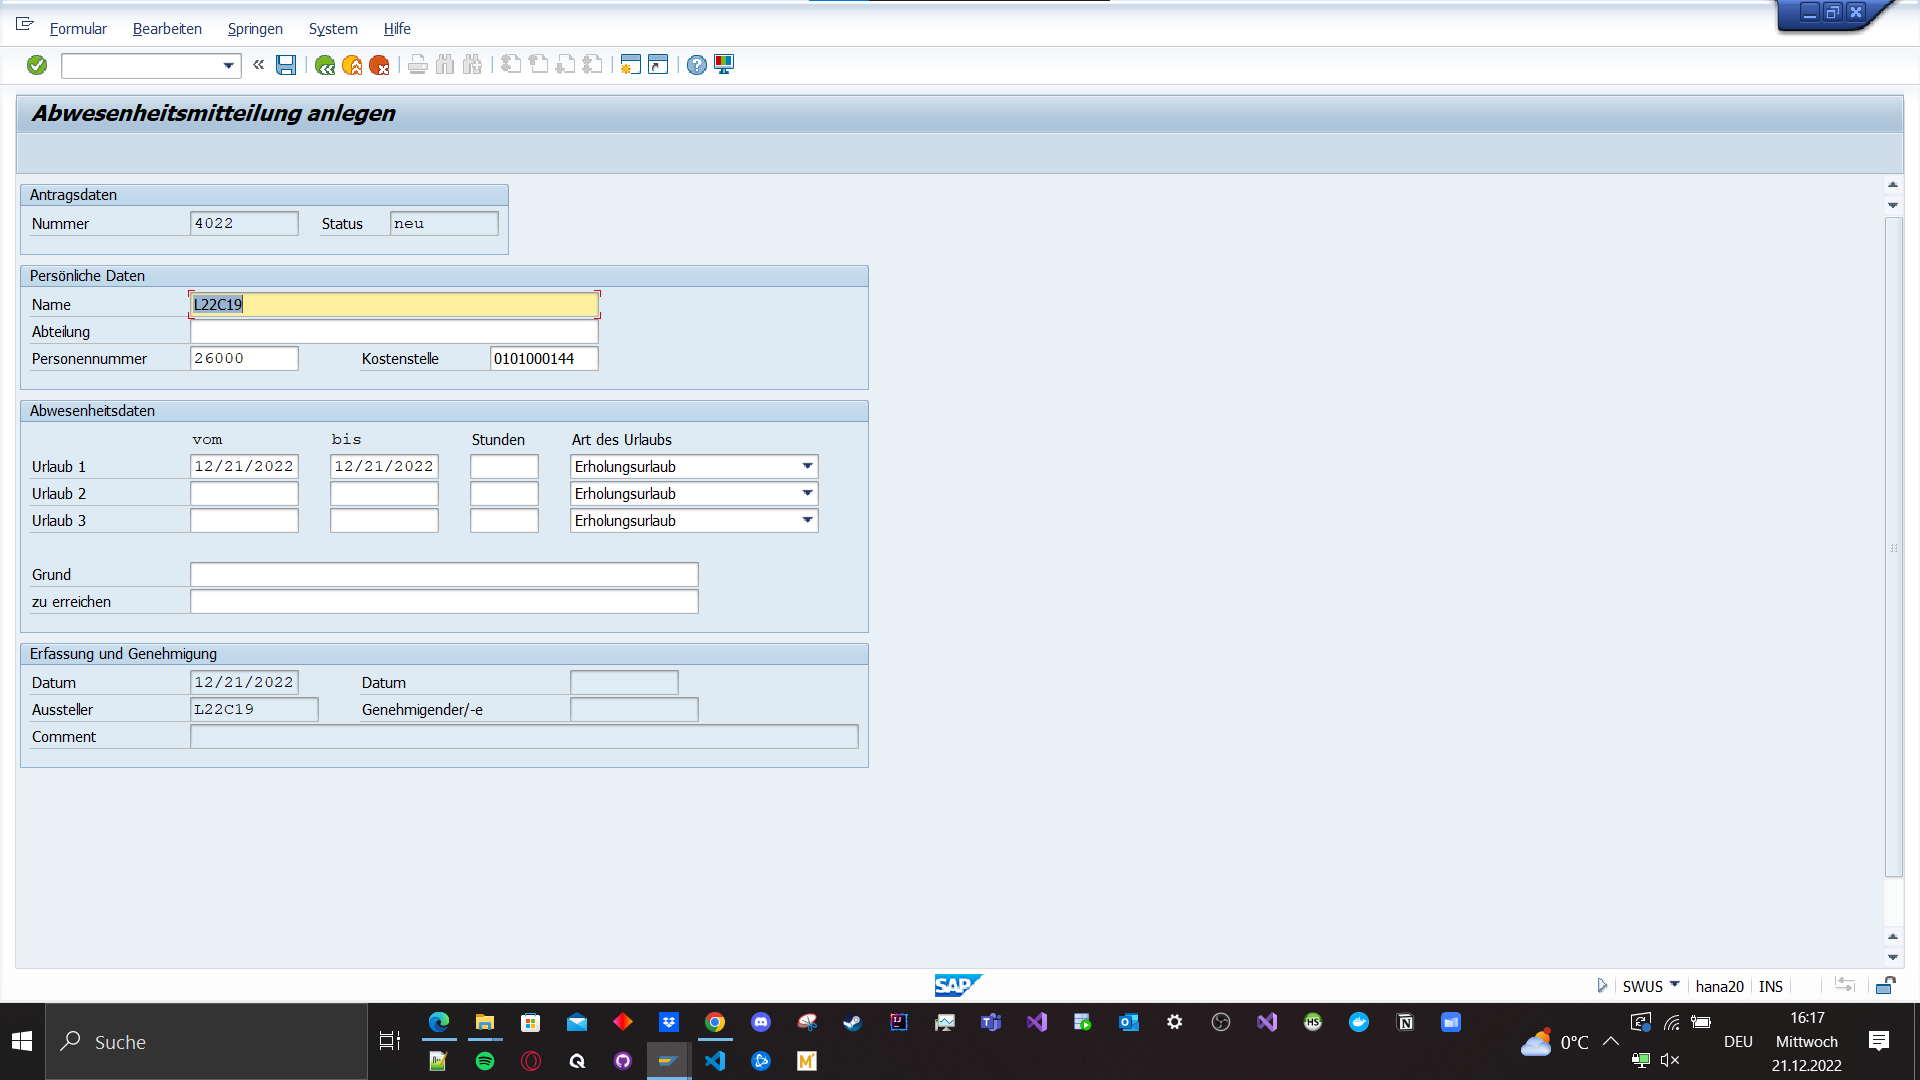 Formular Bearbeiten Springen System Hilfe
Abwesenheitsmitteilung anlegen
Antragsdaten
Nummer 4022 Status neu
Persönliche Daten
Name L22C19
Abteilung
Personennummer 26000 Kostenstelle 0101000144
Abwesenheitsdaten
vom bis Stunden Art des Urlaubs
Urlaub 1 12/21/2022 12/21/2022 Erholungsurlaub
Urlaub 2 Erholungsurlaub
Urlaub 3 Erholungsurlaub
Grund
zu erreichen
Erfassung und Genehmigung
Datum 12/21/2022 Datum
Aussteller L22C19 Genehmigender/-e
Comment
SAP SWUS hana20 INS
Suche
0°C DEU
16:17
Mittwoch
21.12.2022